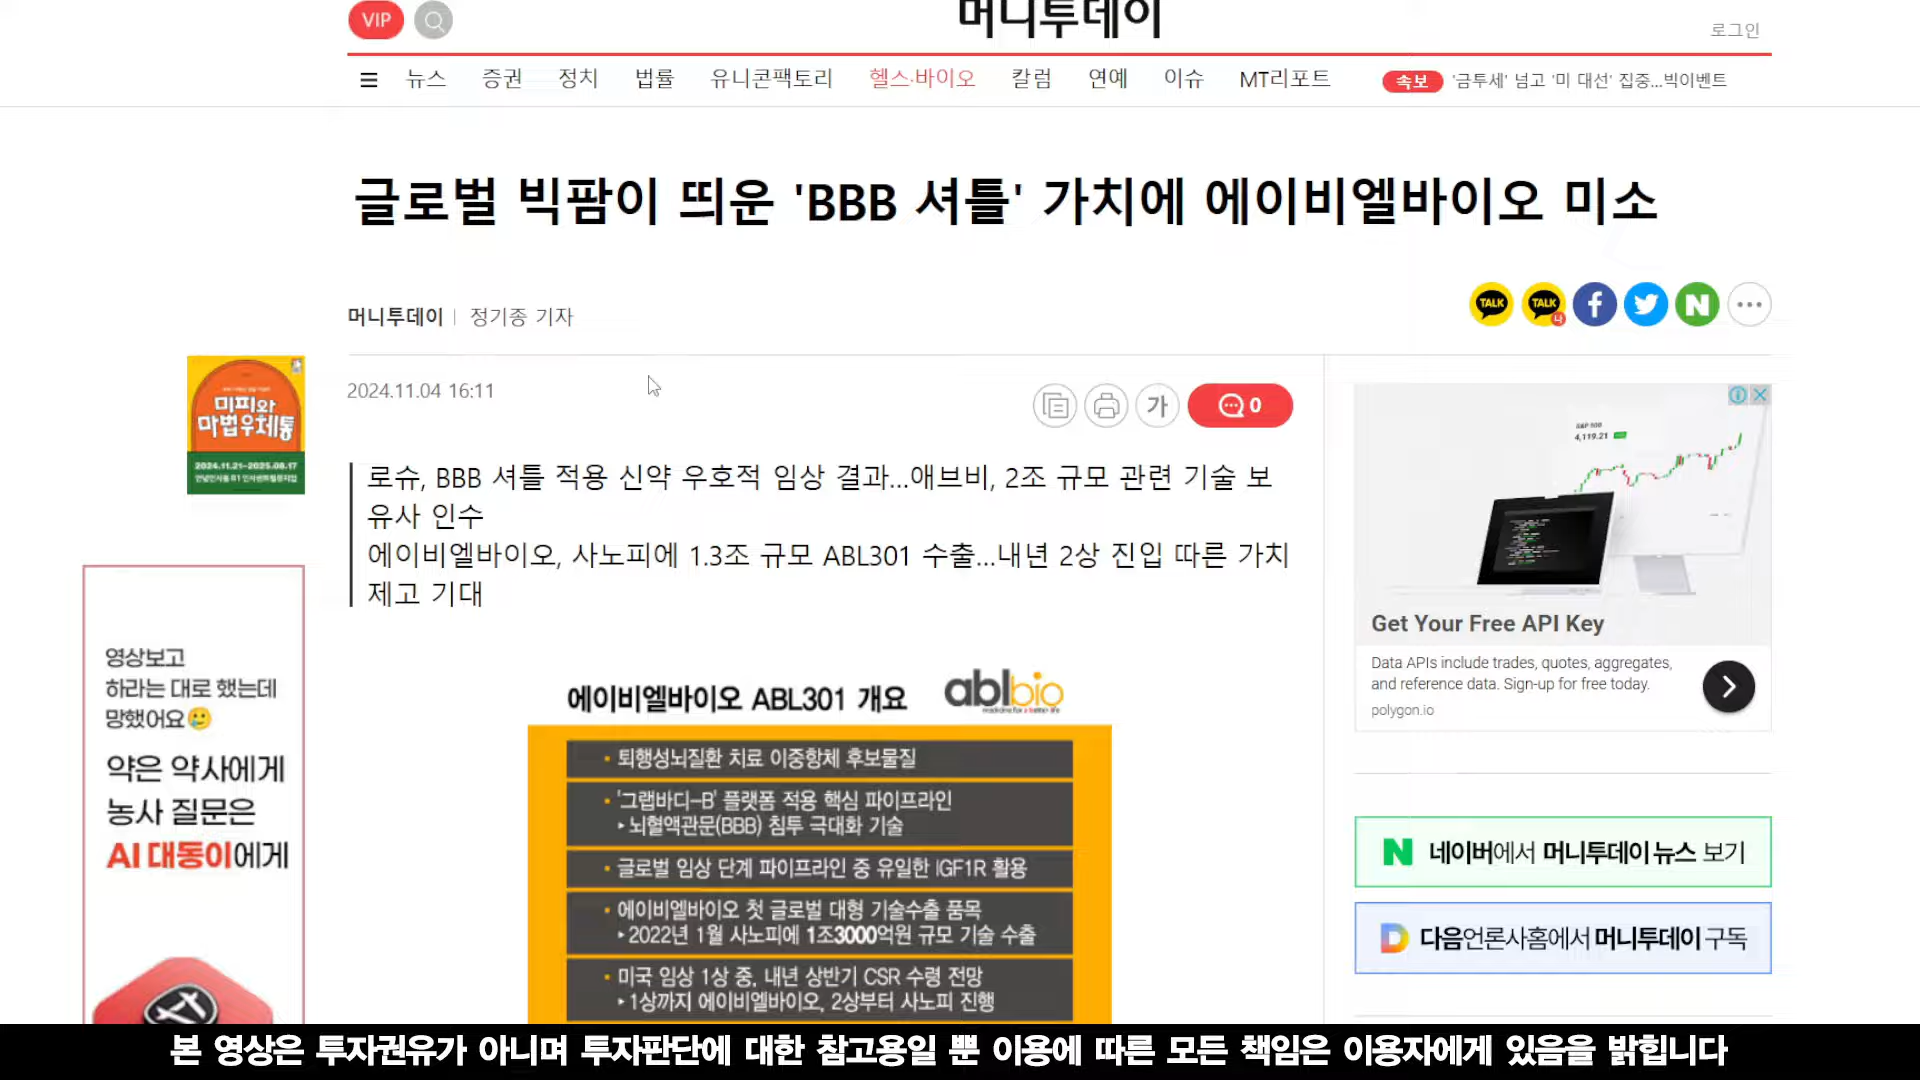 VIP
머니투데이
로그인
뉴스 증권 정치 법률 유니콘팩토리 헬스·바이오 칼럼 연예 이슈 MT리포트 속보 '금투세' 넘고 '미 대선' 집중...빅이벤트
글로벌 빅팜이 띄운 'BBB 셔틀' 가치에 에이비엘바이오 미소
머니투데이 | 정기종 기자
TALK TALK 나 f N
2024.11.04 16:11
가 0
로슈, BBB 셔틀 적용 신약 우호적 임상 결과...애브비, 2조 규모 관련 기술 보
유사 인수
에이비엘바이오, 사노피에 1.3조 규모 ABL301 수출...내년 2상 진입 따른 가치
제고 기대
에이비엘바이오 ABL301 개요
ablbio
• 퇴행성뇌질환 치료 이중항체 후보물질
• '그랩바디-B' 플랫폼 적용 핵심 파이프라인
▸ 뇌혈액관문(BBB) 침투 극대화 기술
• 글로벌 임상 단계 파이프라인 중 유일한 IGF1R 활용
• 에이비엘바이오 첫 글로벌 대형 기술수출 품목
▸ 2022년 1월 사노피에 1조3000억원 규모 기술 수출
• 미국 임상 1상 중, 내년 상반기 CSR 수령 전망
▸ 1상까지 에이비엘바이오, 2상부터 사노피 진행
미피와
마법우체통
2024.11.21-2025.08.17
영상보고
하라는 대로 했는데
망했어요🥲
약은 약사에게
농사 질문은
AI 대동이에게
S&P 500
4,119.21
Get Your Free API Key
Data APIs include trades, quotes, aggregates,
and reference data. Sign-up for free today.
polygon.io
N 네이버에서 머니투데이 뉴스 보기
D 다음언론사홈에서 머니투데이 구독
본 영상은 투자권유가 아니며 투자판단에 대한 참고용일 뿐 이용에 따른 모든 책임은 이용자에게 있음을 밝힙니다